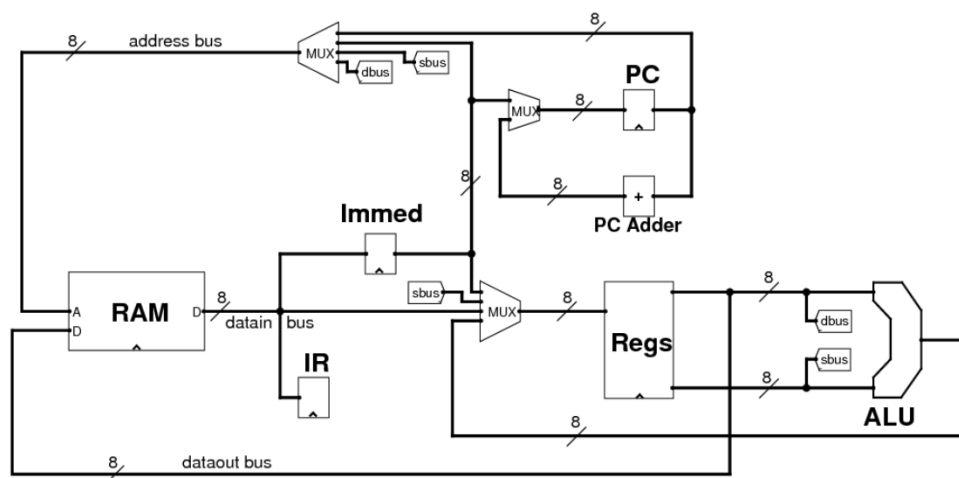 8
8
address bus
MUX
sbus
dbus
PC
MUX
8
8
8
+
PC Adder
Immed
sbus
RAM
A
D
D
8
datain bus
MUX
8
Regs
8
dbus
sbus
8
ALU
IR
8
8
dataout bus